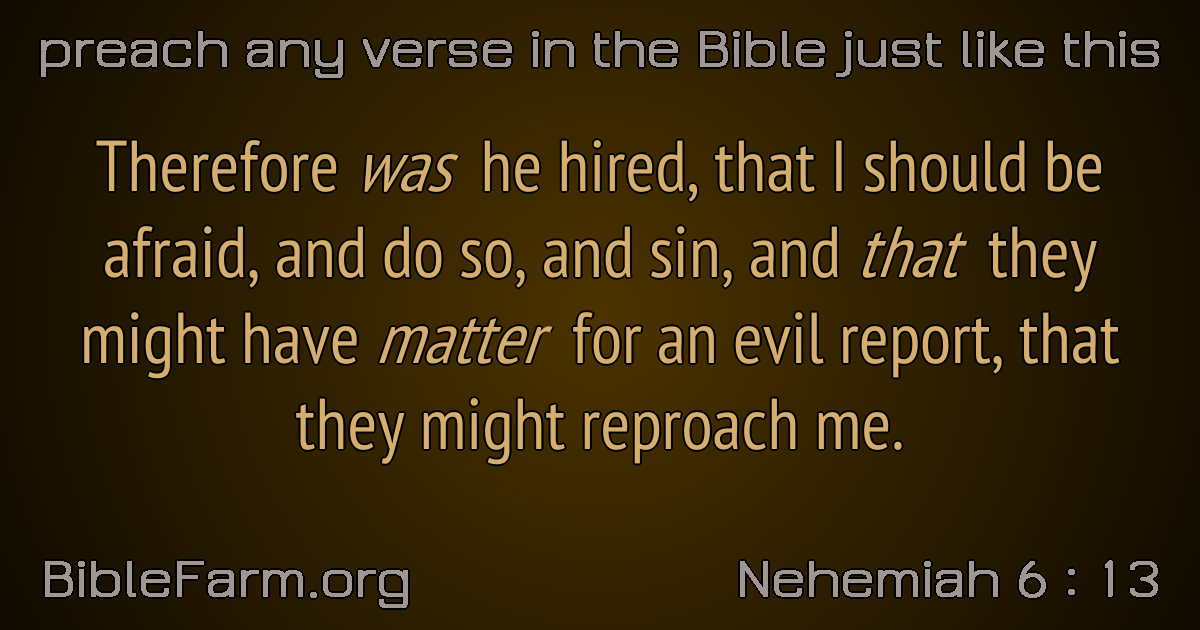 preach any verse in the Bible just like this
Therefore was he hired, that I should be
afraid, and do so, and sin, and that they
might have matter for an evil report, that
they might reproach me.
BibleFarm.org
Nehemiah 6 : 13